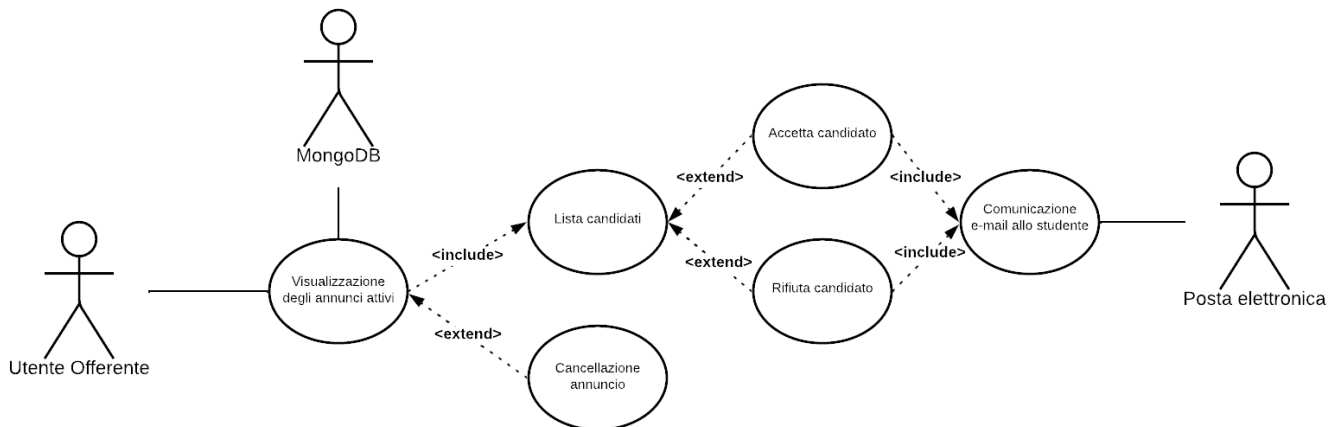 MongoDB
Accetta candidato
<extend>
<include>
Lista candidati
Comunicazione
e-mail allo studente
<include>
<extend>
<include>
Visualizzazione
degli annunci attivi
Rifiuta candidato
Posta elettronica
<extend>
Utente Offerente
Cancellazione
annuncio